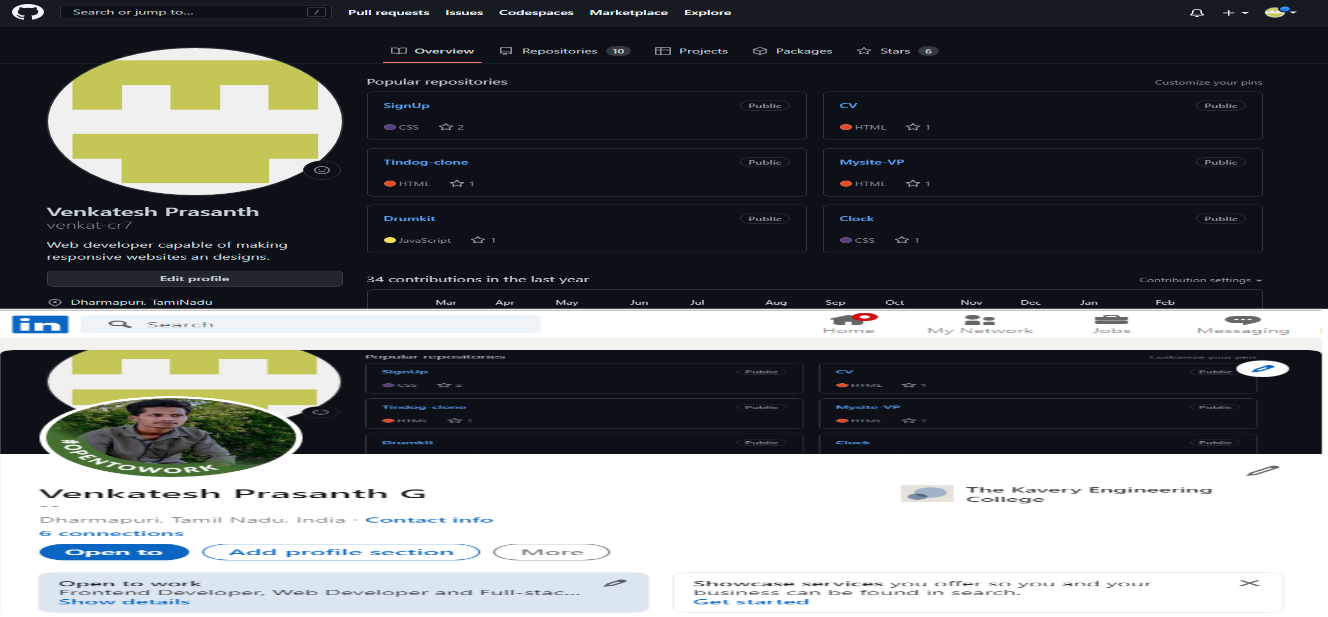 Search or jump to... /
Pull requests Issues Codespaces Marketplace Explore
Overview Repositories 10 Projects Packages Stars 6
Popular repositories Customize your pins
SignUp Public
CSS 2
CV Public
HTML 1
Tindog-clone Public
HTML 1
Mysite-VP Public
HTML 1
Drumkit Public
JavaScript 1
Clock Public
CSS 1
Venkatesh Prasanth
venkat-cr7
Web developer capable of making
responsive websites an designs.
Edit profile
Dharmapuri, TamiNadu
34 contributions in the last year Contribution settings
Mar Apr May Jun Jul Aug Sep Oct Nov Dec Jan Feb
in Search
Home My Network Jobs Messaging
Popular repositories Customize your pins
SignUp Public
CSS 2
CV Public
HTML 1
Tindog-clone Public
HTML 1
Mysite-VP Public
HTML 1
Drumkit Public
Clock Public
#OPENTOWORK
Venkatesh Prasanth G
--
Dharmapuri, Tamil Nadu, India · Contact info
6 connections
The Kavery Engineering
College
Open to Add profile section More
Open to work
Frontend Developer, Web Developer and Full-stac...
Show details
Showcase services you offer so you and your
business can be found in search.
Get started